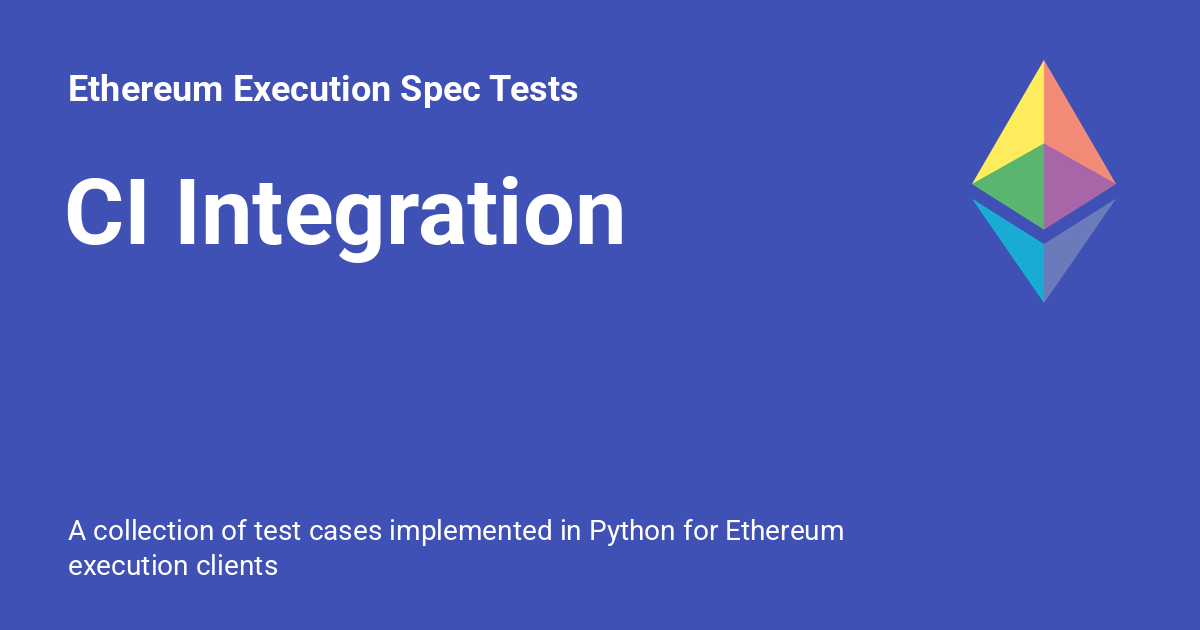 Ethereum Execution Spec Tests
CI Integration
A collection of test cases implemented in Python for Ethereum
execution clients